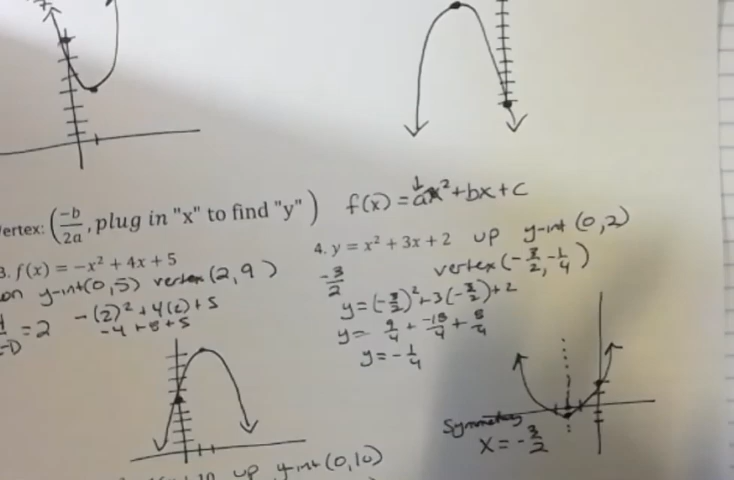 ertex: (-b/2a, plug in "x" to find "y") f(x) = ax²+bx+c
3. f(x) = −x² + 4x + 5
on y-int(0,5) vertex(2,9)
= 2 -(2)²+4(2)+5
-4+8+5
4. y = x² + 3x + 2 up y-int (0,2)
-3/2 vertex(-3/2, -1/4)
y=(-3/2)²+3(-3/2)+2
y= 9/4 + -18/4 + 8/4
y=-1/4
Symmetry
x=-3/2
up y-int (0,10)